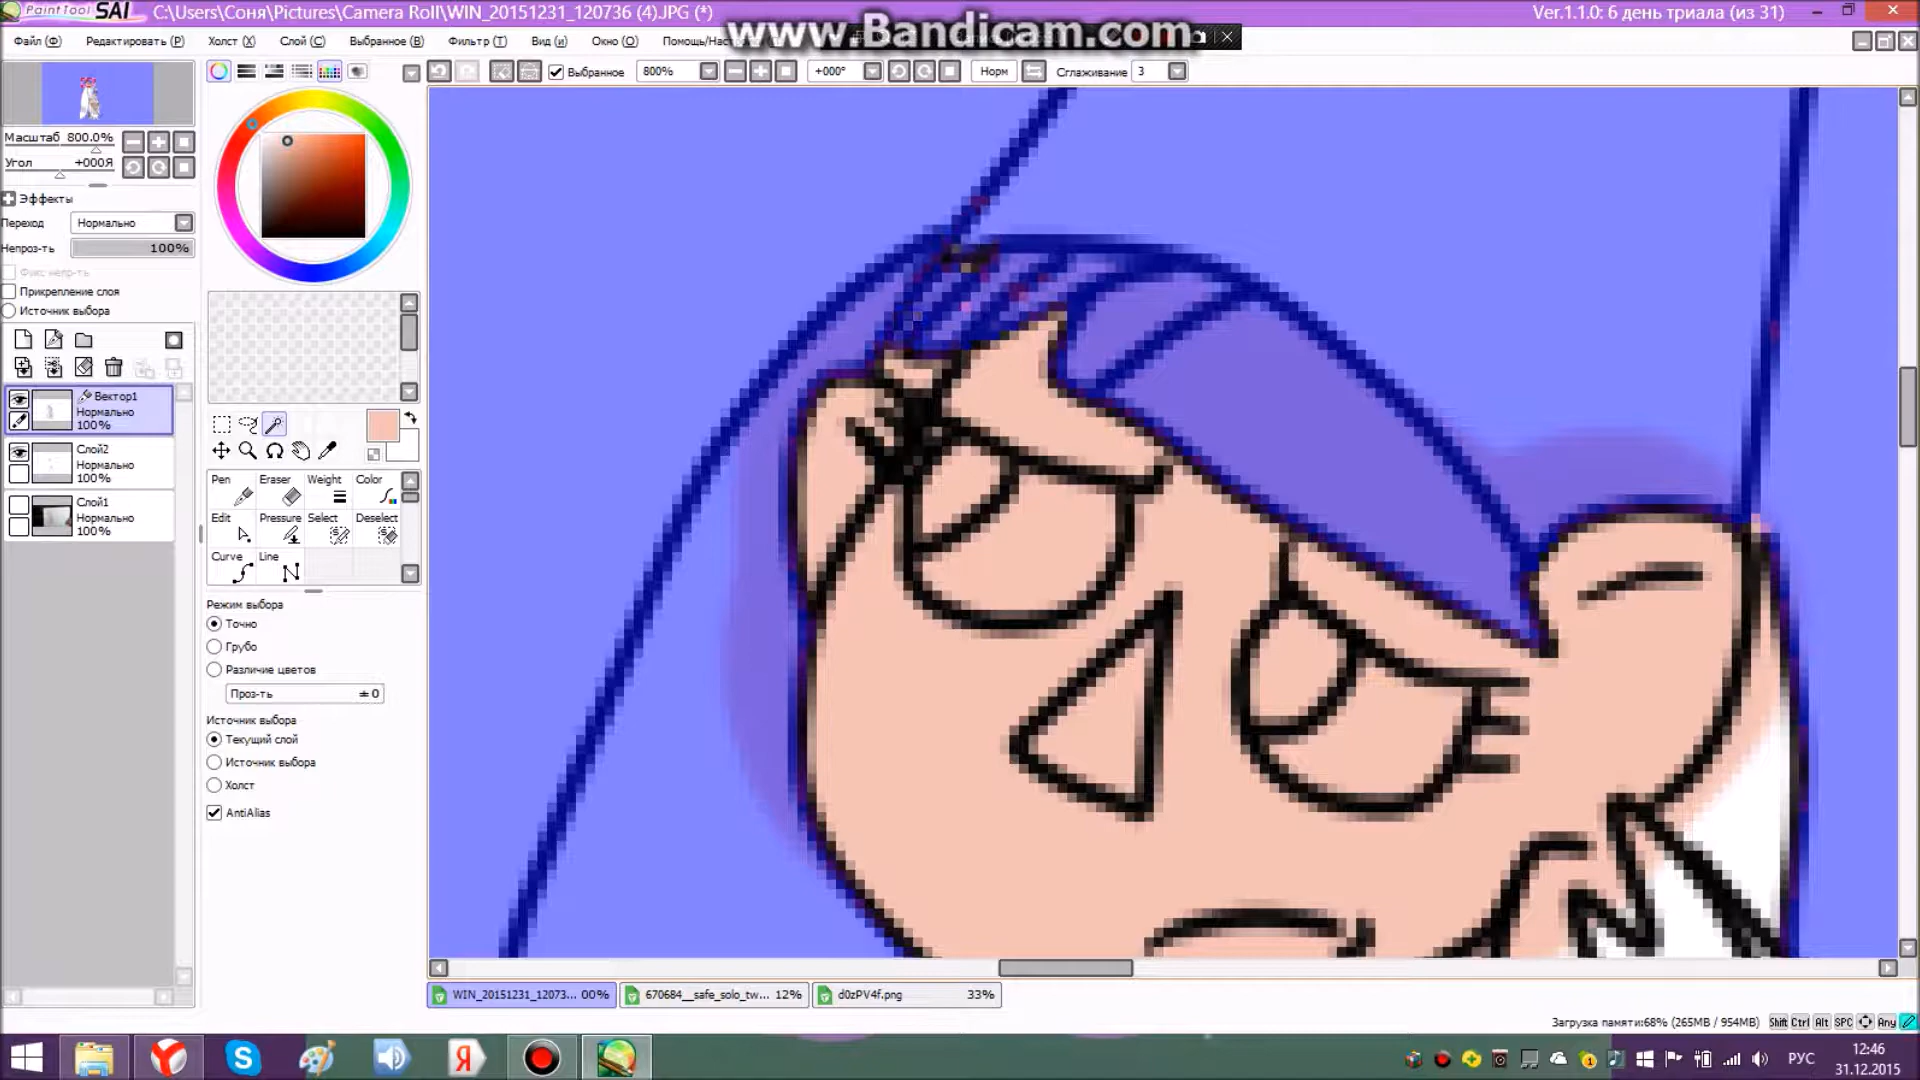 PaintTool SAI C:\Users\Соня\Pictures\Camera Roll\WIN_20151231_120736 (4).JPG (*)
www.Bandicam.com
Ver.1.1.0: 6 день триала (из 31)
Файл (Ф) Редактировать (Р) Холст (X) Слой (C) Выбранное (B) Фильтр (T) Вид (и) Окно (O)
Выбранное 800% +000° Норм Сглаживание 3
Масштаб 800.0%
Угол +000Я
Эффекты
Переход Нормально
Непроз-ть 100%
Фикс непр-ть
Прикрепление слоя
Источник выбора
Вектор1
Нормально
100%
Слой2
Нормально
100%
Слой1
Нормально
100%
Pen Eraser Weight Color
Edit Pressure Select Deselect
Curve Line
Режим выбора
Точно
Грубо
Различие цветов
Проз-ть ±0
Источник выбора
Текущий слой
Источник выбора
Холст
AntiAlias
WIN_20151231_12073... 00% 670684__safe_solo_tw... 12% d0zPV4f.png 33%
Загрузка памяти:68% (265MB / 954MB) Shift Ctrl Alt SPC Any
РУС 12:46
31.12.2015